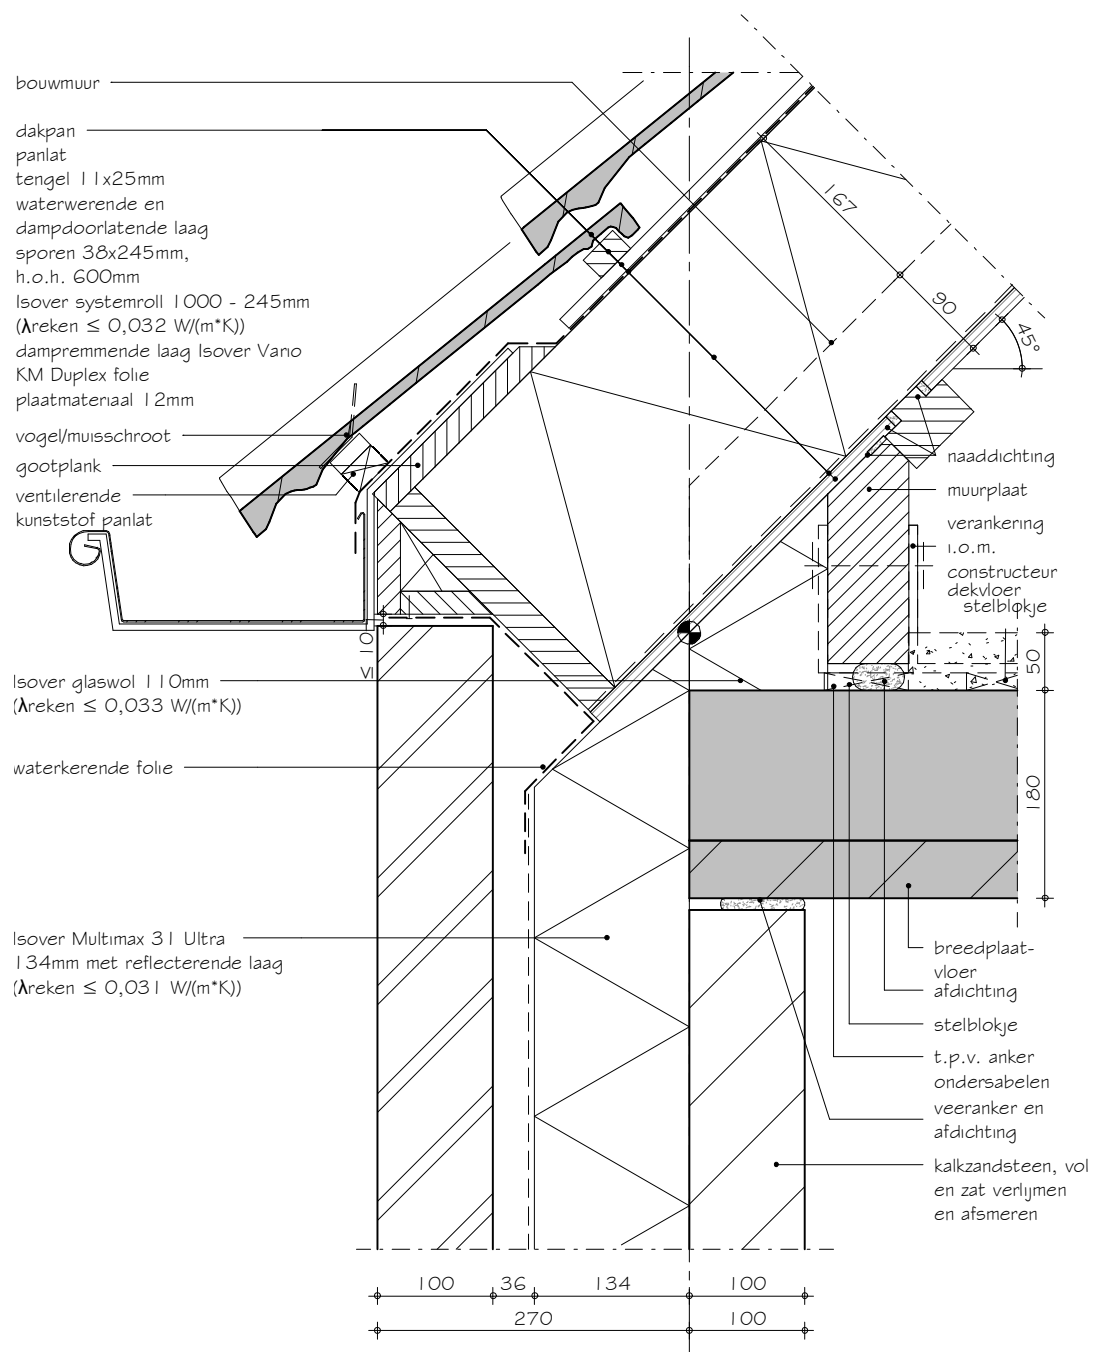 bouwmuur
dakpan
panlat
tengel 11x25mm
waterwerende en
dampdoorlatende laag
sporen 38x245mm,
h.o.h. 600mm
Isover systemroll 1000 - 245mm
(λreken ≤ 0,032 W/(m*K))
dampremmende laag Isover Vario
KM Duplex folie
plaatmateriaal 12mm
vogel/muisschroot
gootplank
ventilerende
kunststof panlat
Isover glaswol 110mm
(λreken ≤ 0,033 W/(m*K))
waterkerende folie
Isover Multimax 31 Ultra
134mm met reflecterende laag
(λreken ≤ 0,031 W/(m*K))
167
90
45°
naaddichting
muurplaat
verankering
i.o.m.
constructeur
dekvloer
stelblokje
50
180
≥ 10
breedplaat-
vloer
afdichting
stelblokje
t.p.v. anker
ondersabelen
veeranker en
afdichting
kalkzandsteen, vol
en zat verlijmen
en afsmeren
100 36 134 100
270 100